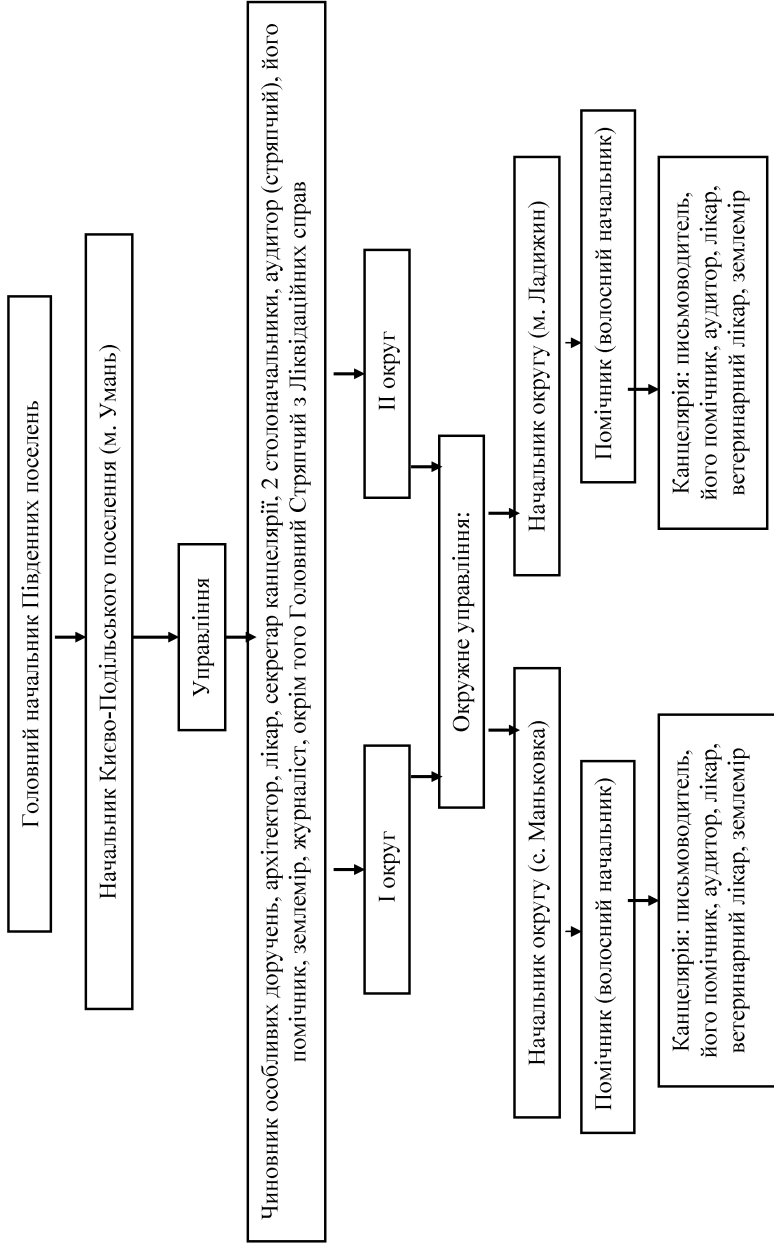 Головний начальник Південних поселень
Начальник Києво-Подільського поселення (м. Умань)
Управління
Чиновник особливих доручень, архітектор, лікар, секретар канцелярії, 2 столоначальники, аудитор (стряпчий), його
помічник, землемір, журналіст, окрім того Головний Стряпчий з Ліквідаційних справ
I округ
II округ
Окружне управління:
Начальник округу (с. Маньковка)
Помічник (волосний начальник)
Канцелярія: письмоводитель,
його помічник, аудитор, лікар,
ветеринарний лікар, землемір
Начальник округу (м. Ладижин)
Помічник (волосний начальник)
Канцелярія: письмоводитель,
його помічник, аудитор, лікар,
ветеринарний лікар, землемір